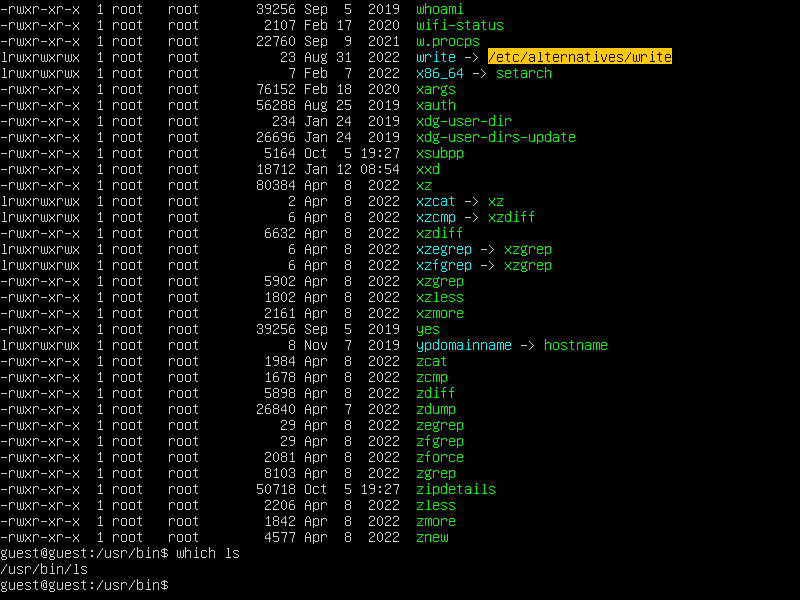 -rwxr-xr-x  1 root   root       39256 Sep  5  2019  whoami
-rwxr-xr-x  1 root   root        2107 Feb 17  2020  wifi-status
-rwxr-xr-x  1 root   root       22760 Sep  9  2021  w.procps
lrwxrwxrwx  1 root   root          23 Aug 31  2022  write -> /etc/alternatives/write
lrwxrwxrwx  1 root   root           7 Feb  7  2022  x86_64 -> setarch
-rwxr-xr-x  1 root   root       76152 Feb 18  2020  xargs
-rwxr-xr-x  1 root   root       56288 Aug 25  2019  xauth
-rwxr-xr-x  1 root   root         234 Jan 24  2019  xdg-user-dir
-rwxr-xr-x  1 root   root       26696 Jan 24  2019  xdg-user-dirs-update
-rwxr-xr-x  1 root   root        5164 Oct  5 19:27  xsubpp
-rwxr-xr-x  1 root   root       18712 Jan 12 08:54  xxd
-rwxr-xr-x  1 root   root       80384 Apr  8  2022  xz
lrwxrwxrwx  1 root   root           2 Apr  8  2022  xzcat -> xz
lrwxrwxrwx  1 root   root           6 Apr  8  2022  xzcmp -> xzdiff
-rwxr-xr-x  1 root   root        6632 Apr  8  2022  xzdiff
lrwxrwxrwx  1 root   root           6 Apr  8  2022  xzegrep -> xzgrep
lrwxrwxrwx  1 root   root           6 Apr  8  2022  xzfgrep -> xzgrep
-rwxr-xr-x  1 root   root        5902 Apr  8  2022  xzgrep
-rwxr-xr-x  1 root   root        1802 Apr  8  2022  xzless
-rwxr-xr-x  1 root   root        2161 Apr  8  2022  xzmore
-rwxr-xr-x  1 root   root       39256 Sep  5  2019  yes
lrwxrwxrwx  1 root   root           8 Nov  7  2019  ypdomainname -> hostname
-rwxr-xr-x  1 root   root        1984 Apr  8  2022  zcat
-rwxr-xr-x  1 root   root        1678 Apr  8  2022  zcmp
-rwxr-xr-x  1 root   root        5898 Apr  8  2022  zdiff
-rwxr-xr-x  1 root   root       26840 Apr  7  2022  zdump
-rwxr-xr-x  1 root   root          29 Apr  8  2022  zegrep
-rwxr-xr-x  1 root   root          29 Apr  8  2022  zfgrep
-rwxr-xr-x  1 root   root        2081 Apr  8  2022  zforce
-rwxr-xr-x  1 root   root        8103 Apr  8  2022  zgrep
-rwxr-xr-x  1 root   root       50718 Oct  5 19:27  zipdetails
-rwxr-xr-x  1 root   root        2206 Apr  8  2022  zless
-rwxr-xr-x  1 root   root        1842 Apr  8  2022  zmore
-rwxr-xr-x  1 root   root        4577 Apr  8  2022  znew
guest@guest:/usr/bin$ which ls
/usr/bin/ls
guest@guest:/usr/bin$